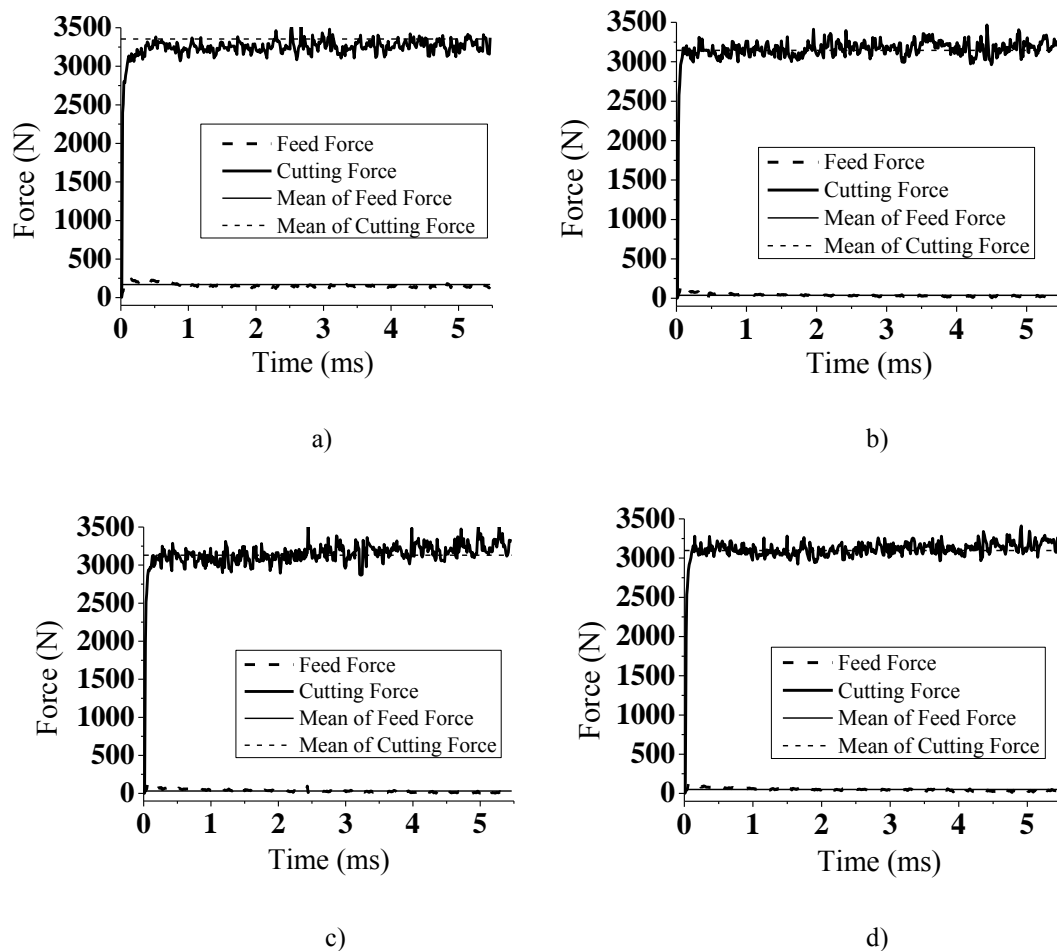 3500
3000
2500
2000
1500
1000
500
0
Force (N)
Feed Force
Cutting Force
Mean of Feed Force
Mean of Cutting Force
0 1 2 3 4 5
Time (ms)
a)
3500
3000
2500
2000
1500
1000
500
0
Force (N)
Feed Force
Cutting Force
Mean of Feed Force
Mean of Cutting Force
0 1 2 3 4 5
Time (ms)
b)
3500
3000
2500
2000
1500
1000
500
0
Force (N)
Feed Force
Cutting Force
Mean of Feed Force
Mean of Cutting Force
0 1 2 3 4 5
Time (ms)
c)
3500
3000
2500
2000
1500
1000
500
0
Force (N)
Feed Force
Cutting Force
Mean of Feed Force
Mean of Cutting Force
0 1 2 3 4 5
Time (ms)
d)